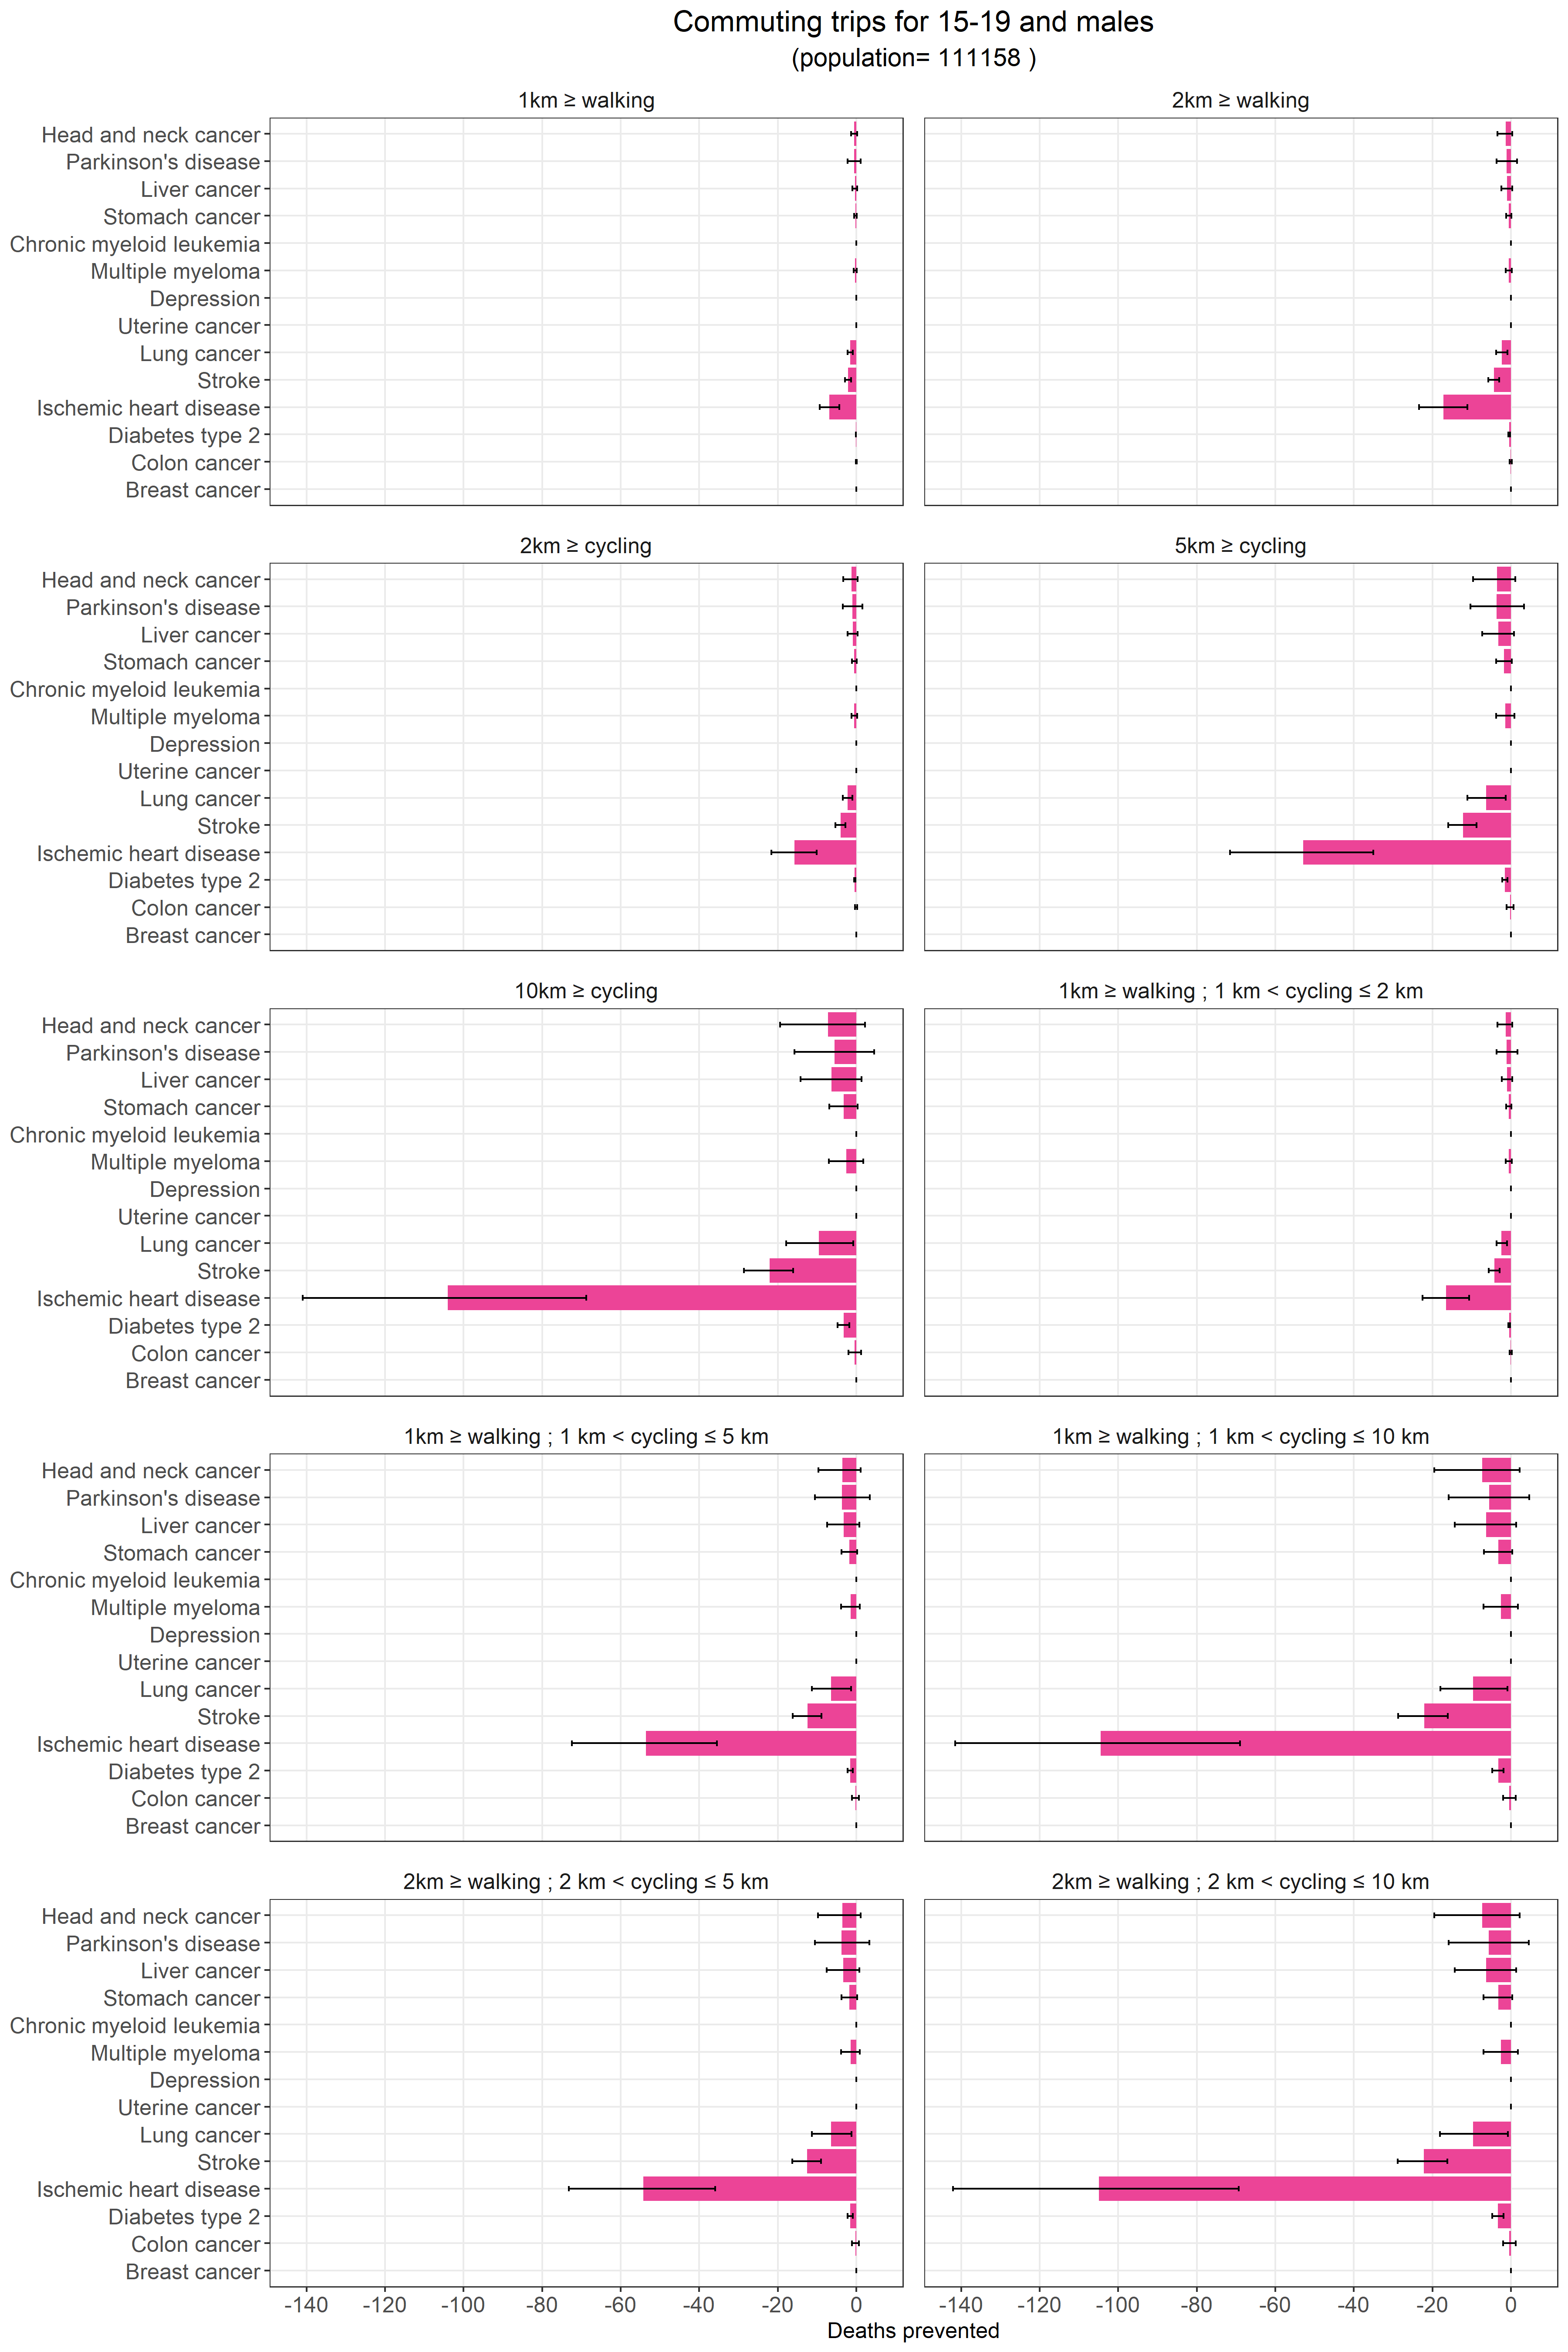 Commuting trips for 15-19 and males
(population= 111158 )
1km ≥ walking
2km ≥ walking
Head and neck cancer
Parkinson's disease
Liver cancer
Stomach cancer
Chronic myeloid leukemia
Multiple myeloma
Depression
Uterine cancer
Lung cancer
Stroke
Ischemic heart disease
Diabetes type 2
Colon cancer
Breast cancer
2km ≥ cycling
5km ≥ cycling
Head and neck cancer
Parkinson's disease
Liver cancer
Stomach cancer
Chronic myeloid leukemia
Multiple myeloma
Depression
Uterine cancer
Lung cancer
Stroke
Ischemic heart disease
Diabetes type 2
Colon cancer
Breast cancer
10km ≥ cycling
1km ≥ walking ; 1 km < cycling ≤ 2 km
Head and neck cancer
Parkinson's disease
Liver cancer
Stomach cancer
Chronic myeloid leukemia
Multiple myeloma
Depression
Uterine cancer
Lung cancer
Stroke
Ischemic heart disease
Diabetes type 2
Colon cancer
Breast cancer
1km ≥ walking ; 1 km < cycling ≤ 5 km
1km ≥ walking ; 1 km < cycling ≤ 10 km
Head and neck cancer
Parkinson's disease
Liver cancer
Stomach cancer
Chronic myeloid leukemia
Multiple myeloma
Depression
Uterine cancer
Lung cancer
Stroke
Ischemic heart disease
Diabetes type 2
Colon cancer
Breast cancer
2km ≥ walking ; 2 km < cycling ≤ 5 km
2km ≥ walking ; 2 km < cycling ≤ 10 km
Head and neck cancer
Parkinson's disease
Liver cancer
Stomach cancer
Chronic myeloid leukemia
Multiple myeloma
Depression
Uterine cancer
Lung cancer
Stroke
Ischemic heart disease
Diabetes type 2
Colon cancer
Breast cancer
-140 -120 -100 -80 -60 -40 -20 0
-140 -120 -100 -80 -60 -40 -20 0
Deaths prevented